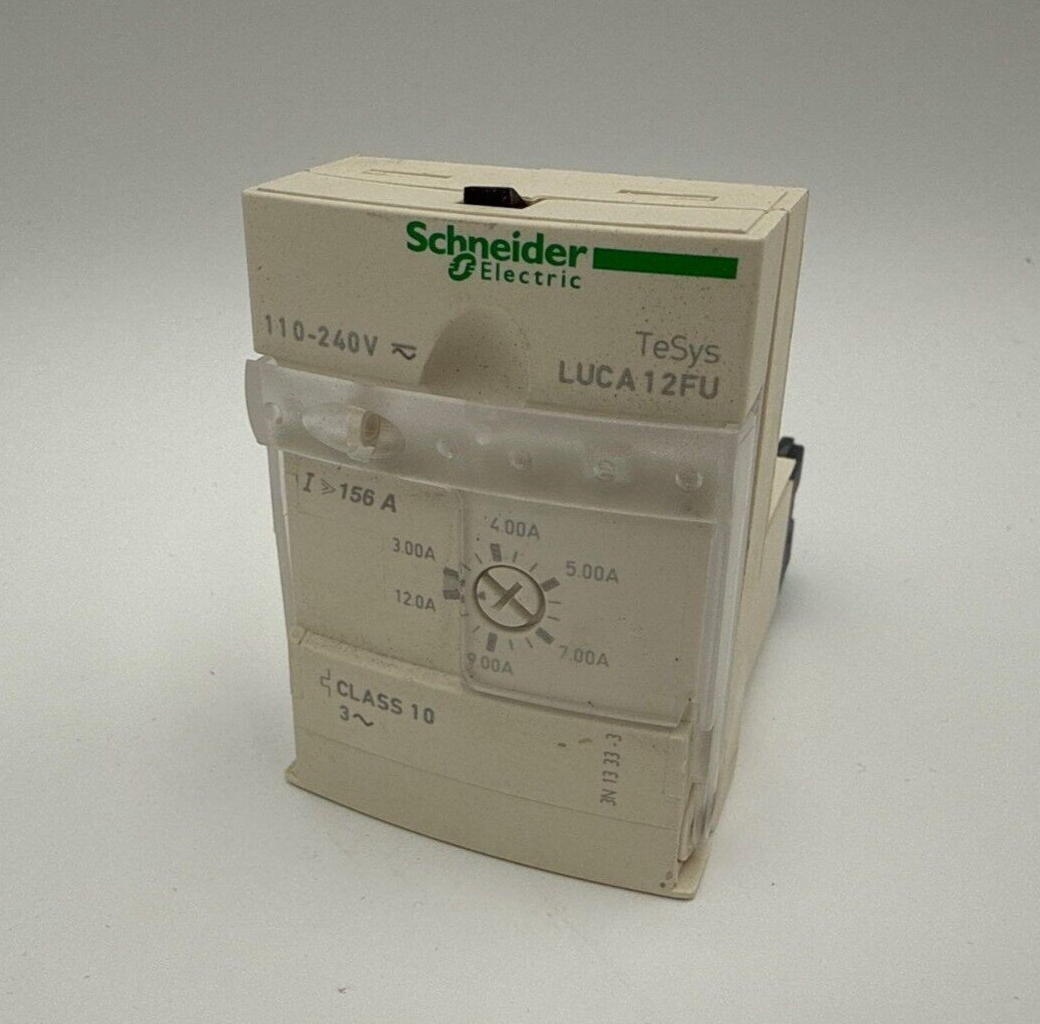 Schneider
Electric
110-240V
TeSys
LUCA12FU
I ⩾156 A
4.00A
3.00A
5.00A
12.0A
7.00A
9.00A
CLASS 10
3~
3N 13 33-3